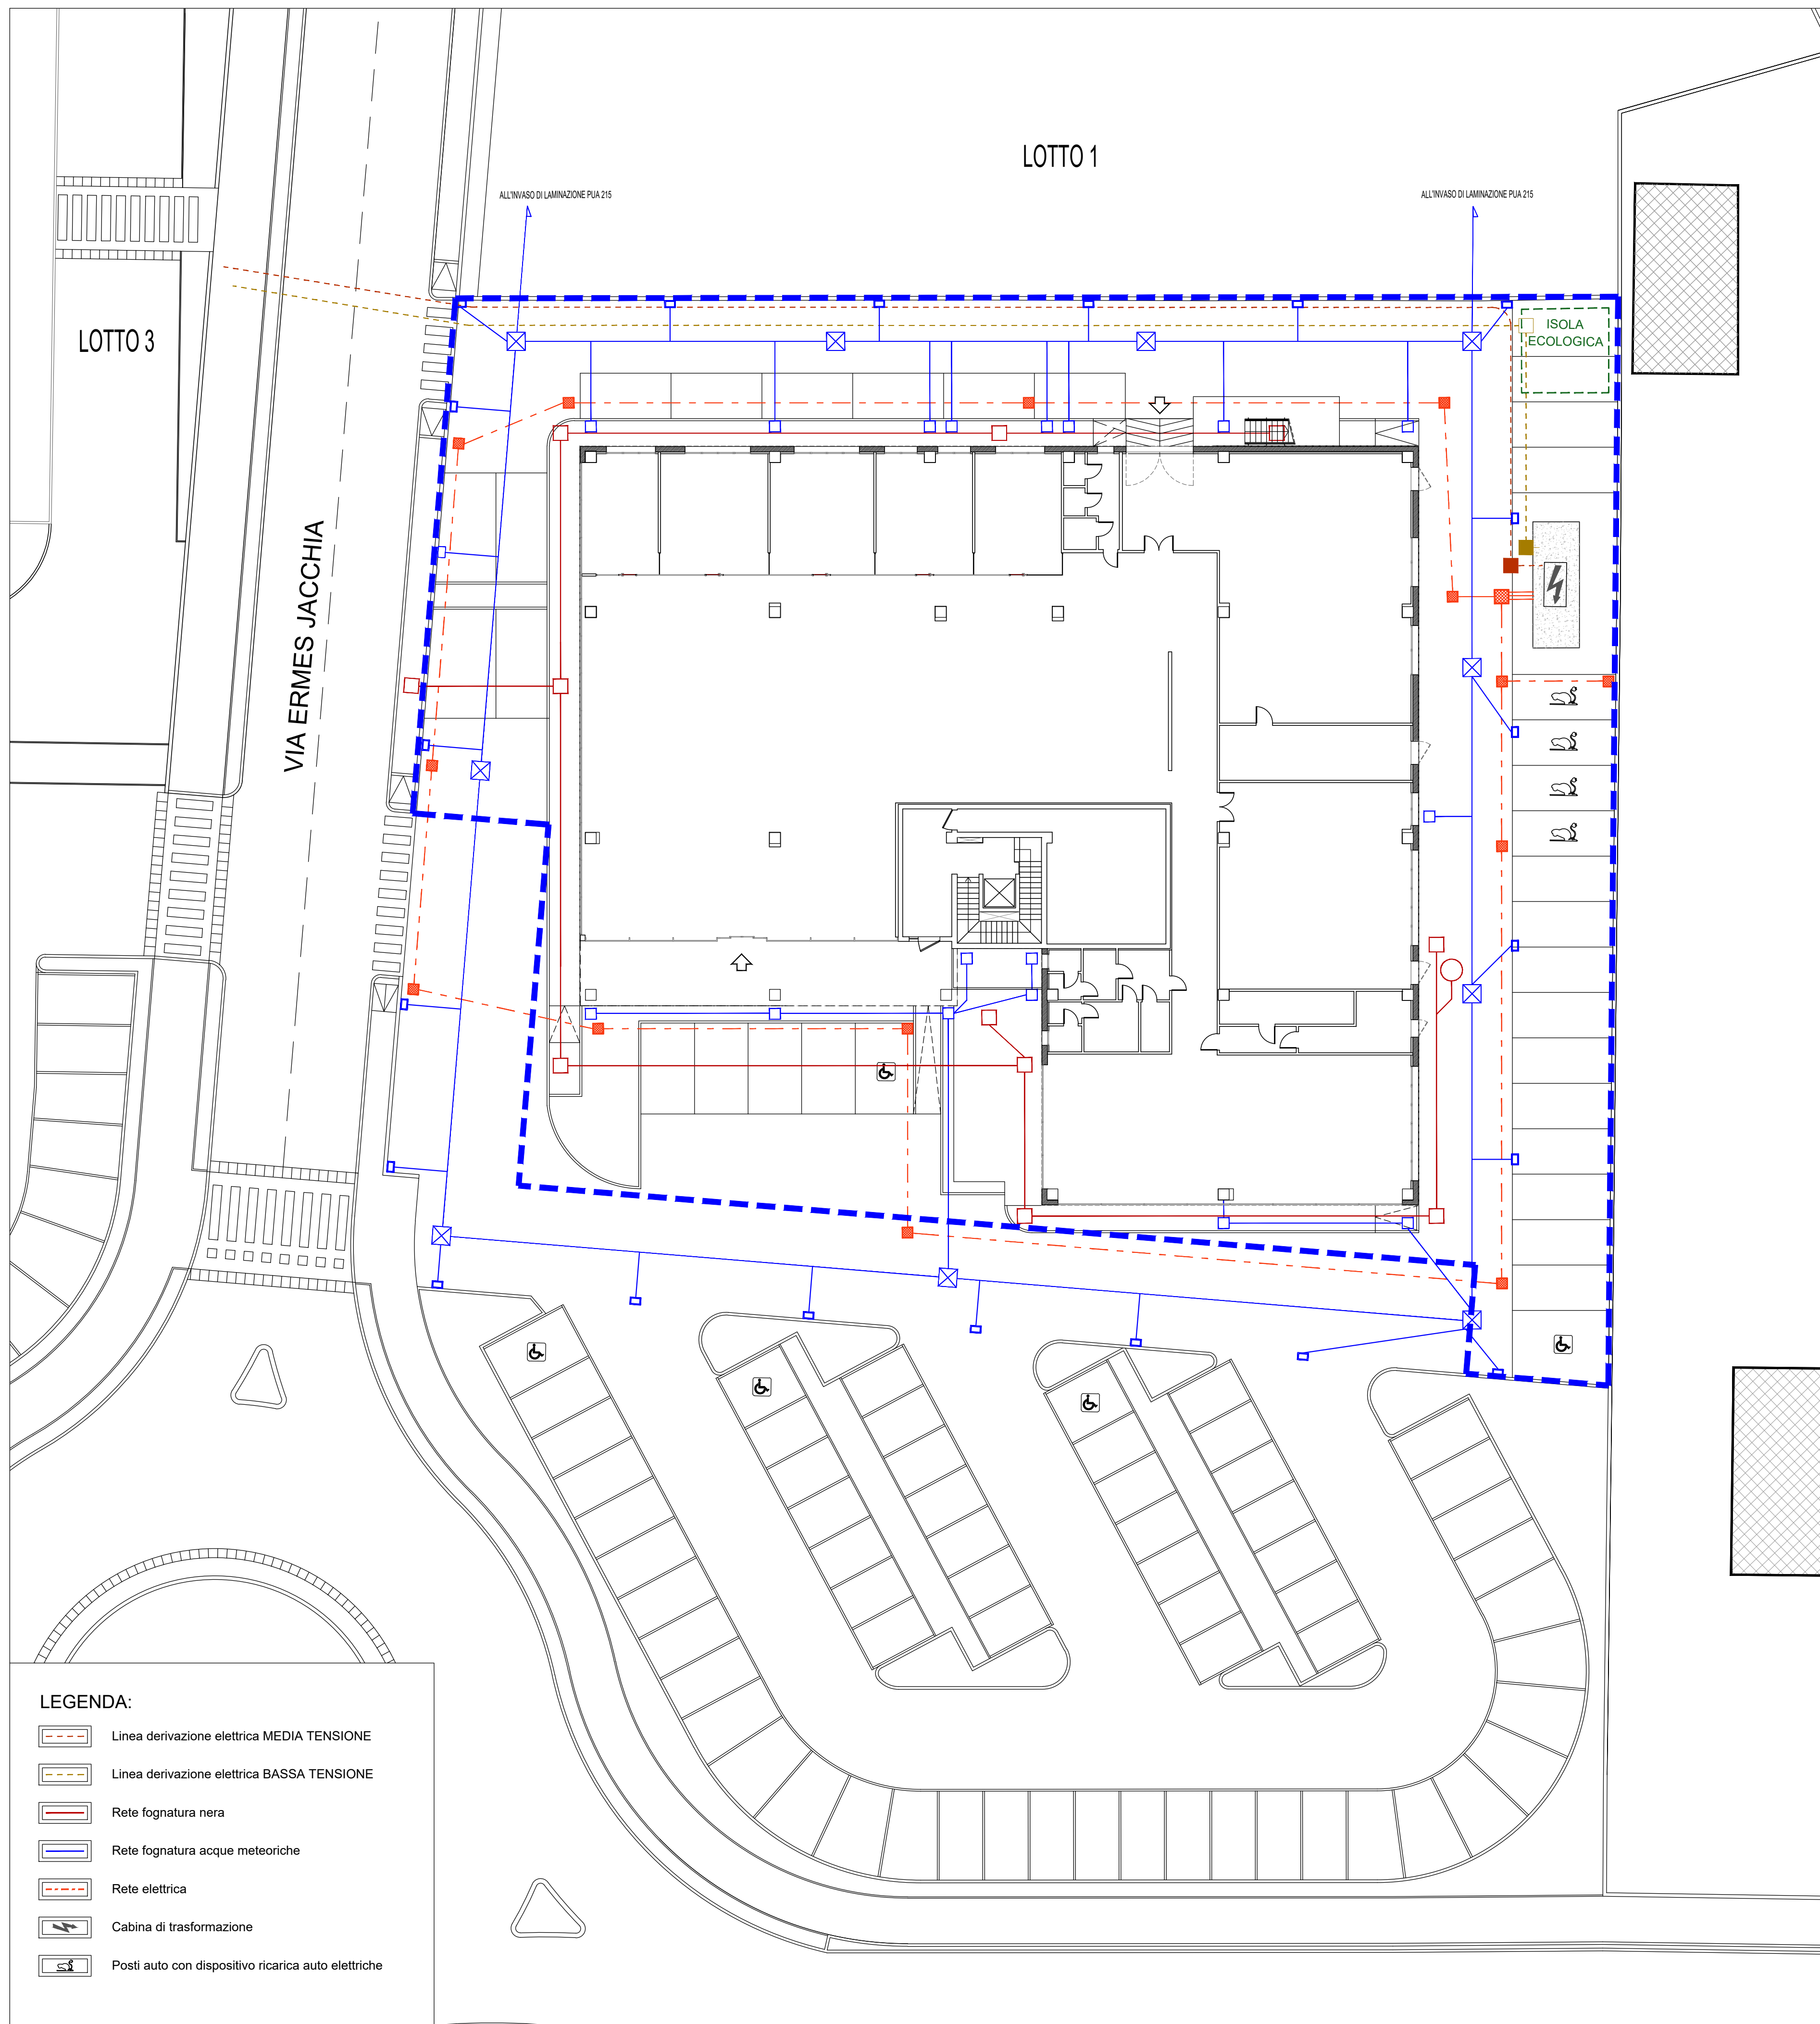 LOTTO 1
ALL'INVASO DI LAMINAZIONE PUA 215
ALL'INVASO DI LAMINAZIONE PUA 215
LOTTO 3
ISOLA
ECOLOGICA
VIA ERMES JACCHIA
LEGENDA:
Linea derivazione elettrica MEDIA TENSIONE
Linea derivazione elettrica BASSA TENSIONE
Rete fognatura nera
Rete fognatura acque meteoriche
Rete elettrica
Cabina di trasformazione
Posti auto con dispositivo ricarica auto elettriche